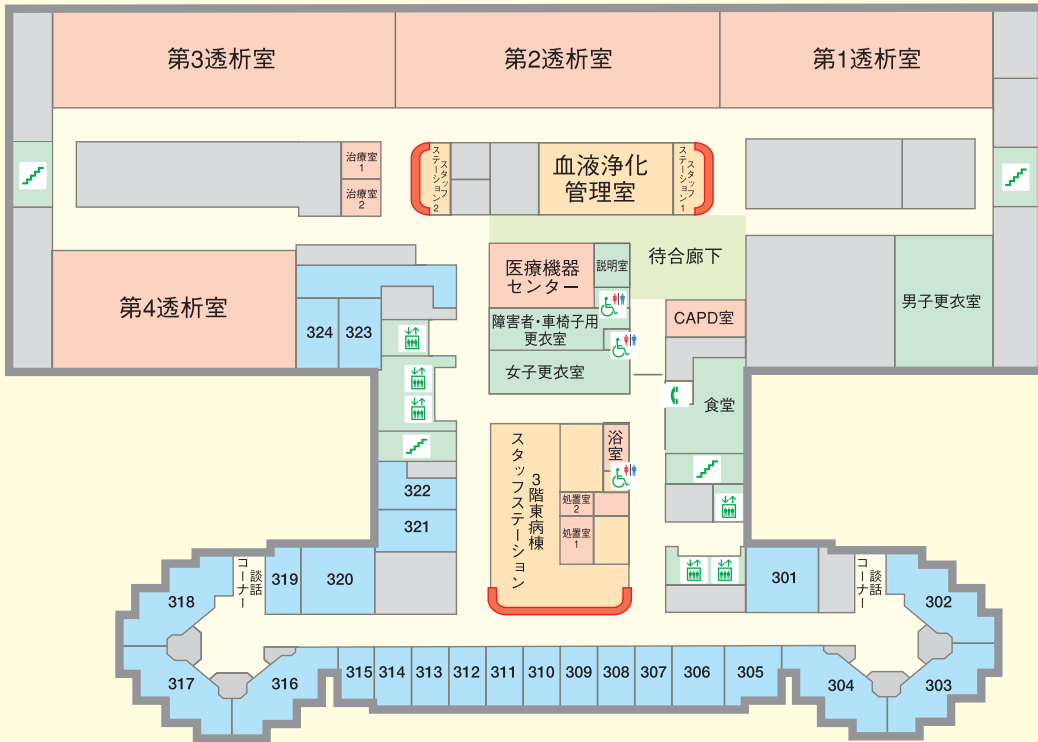 第3透析室
第2透析室
第1透析室
治療室
1
治療室
2
スタッフ
ステーション2
血液浄化
管理室
スタッフ
ステーション1
待合廊下
医療機器
センター
説明室
障害者・車椅子用
更衣室
女子更衣室
CAPD室
男子更衣室
第4透析室
324
323
食堂
322
321
3階東病棟
スタッフステーション
浴室
処置室
2
処置室
1
318
談話
コーナー
319
320
301
談話
コーナー
302
317
316
315
314
313
312
311
310
309
308
307
306
305
304
303